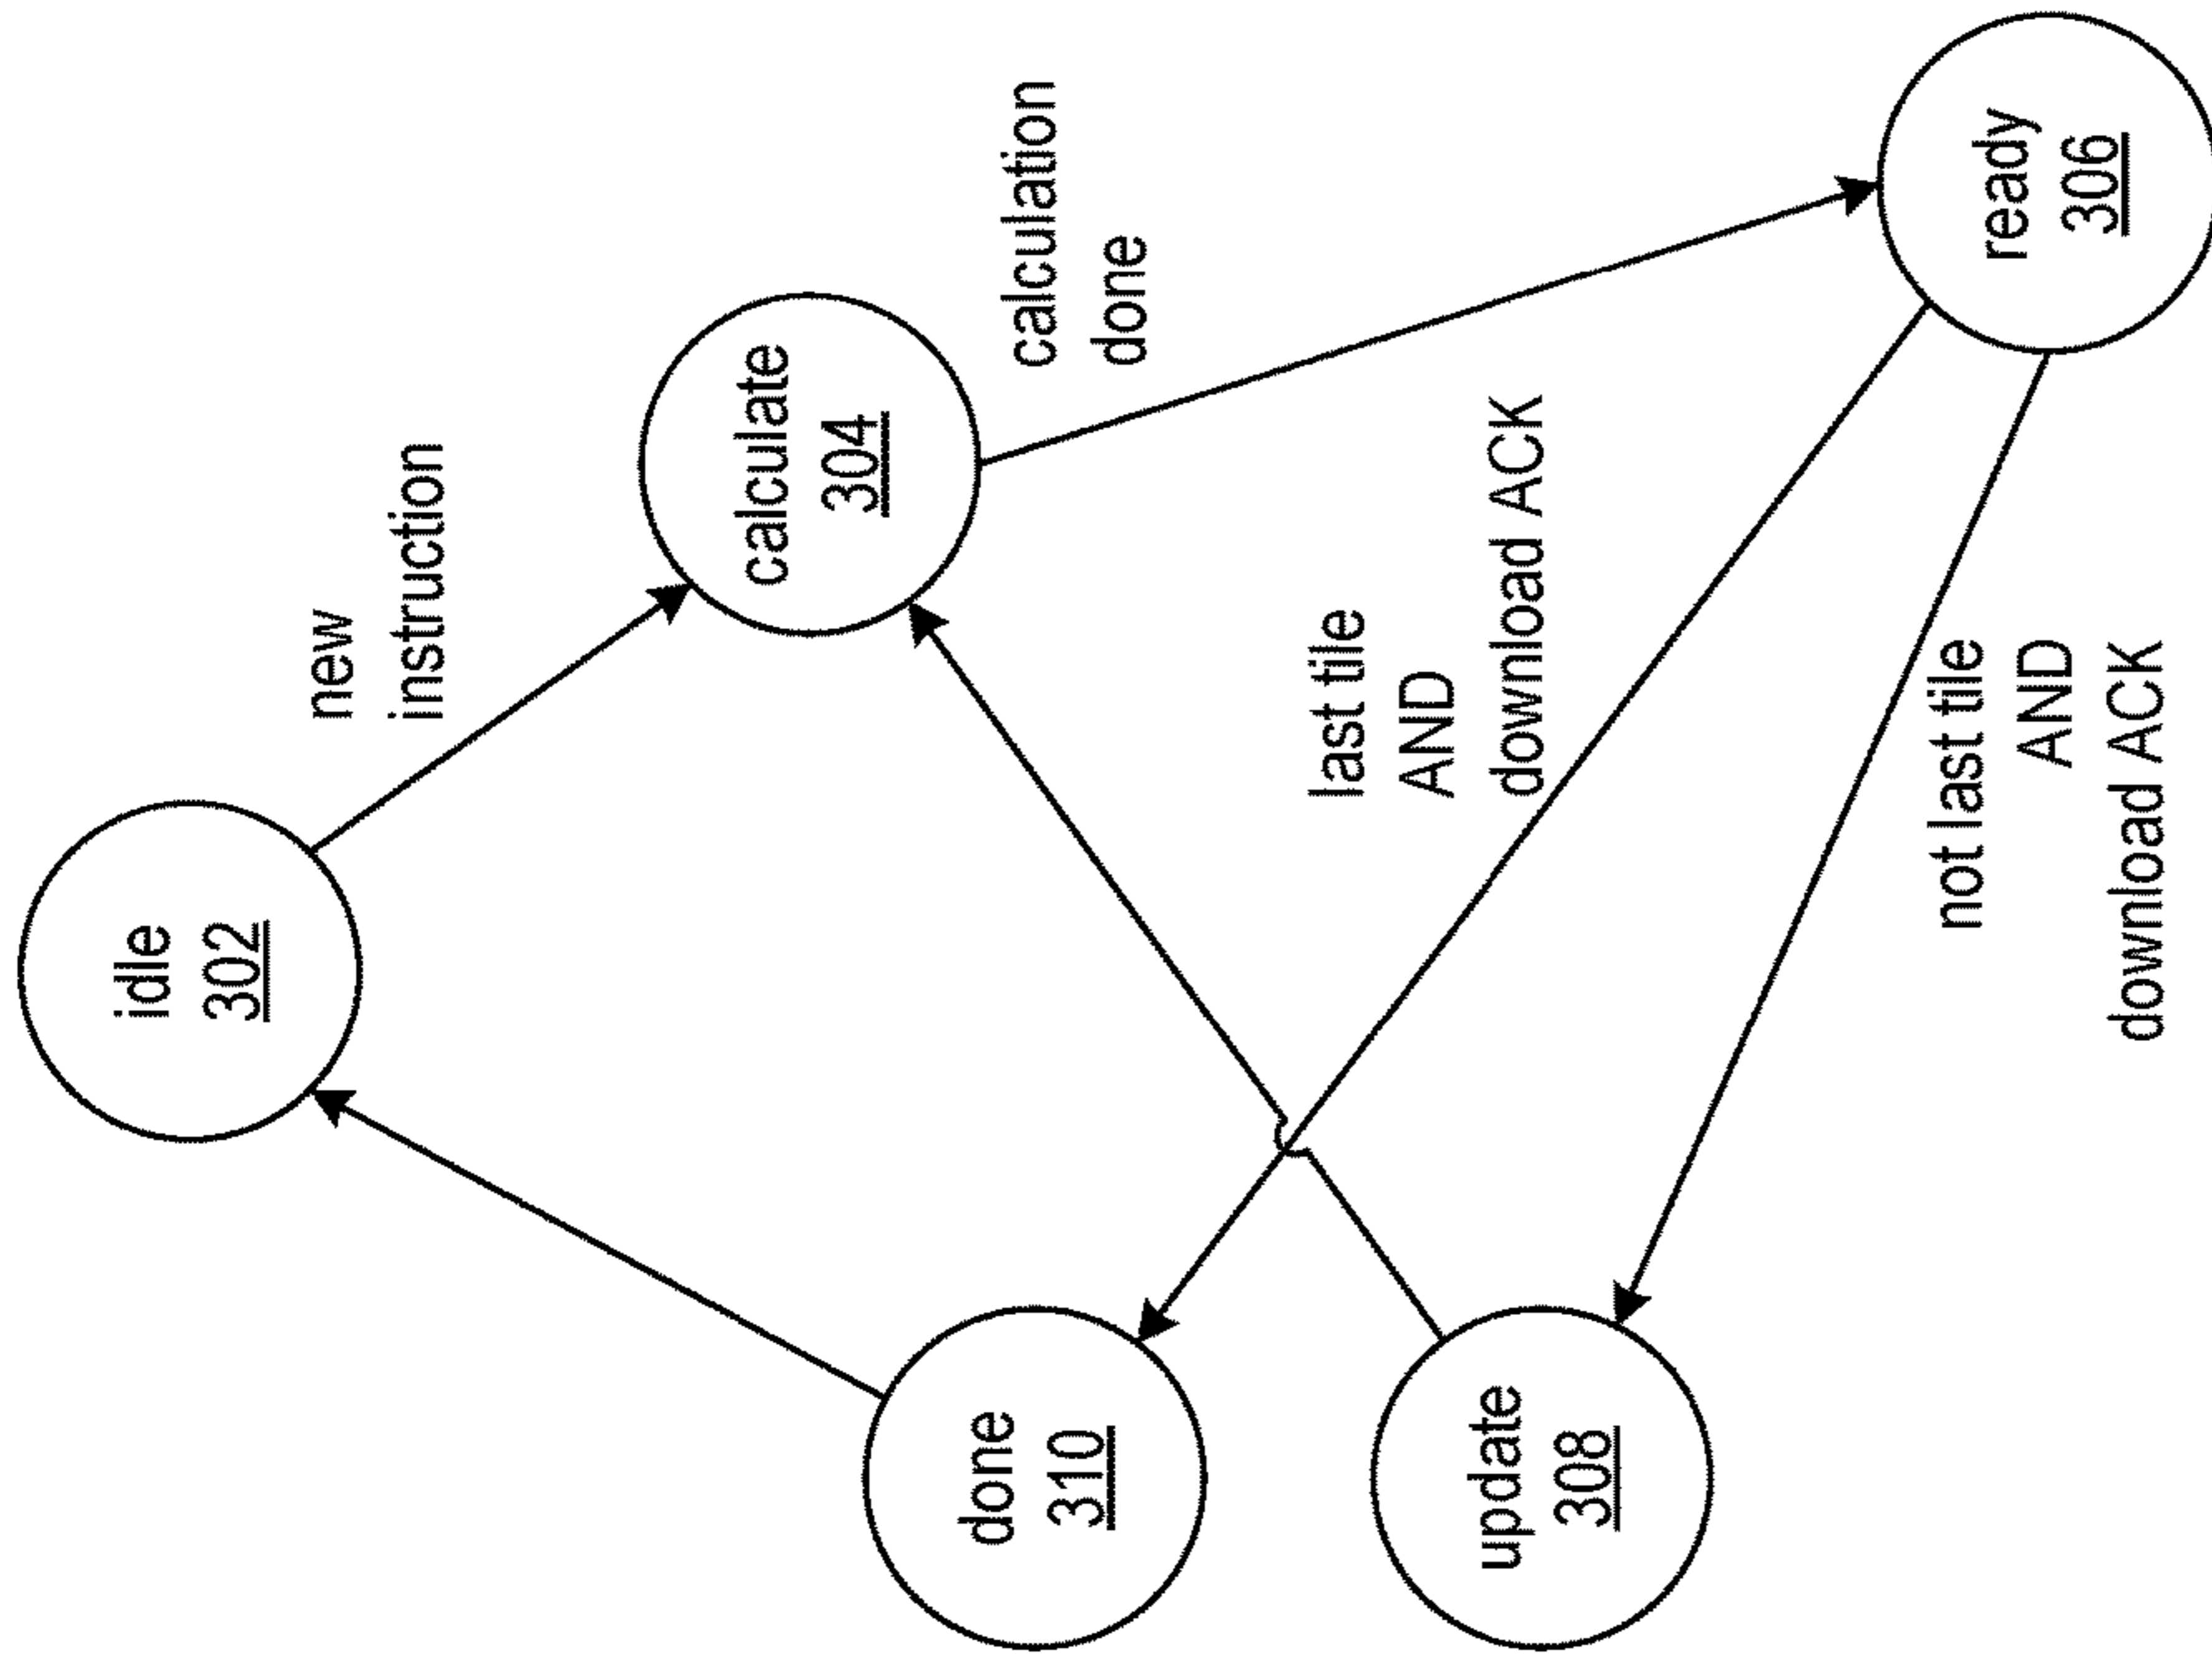 idle
302
new
instruction
calculate
304
calculation
done
done
310
last tile
AND
download ACK
update
308
not last tile
AND
download ACK
ready
306